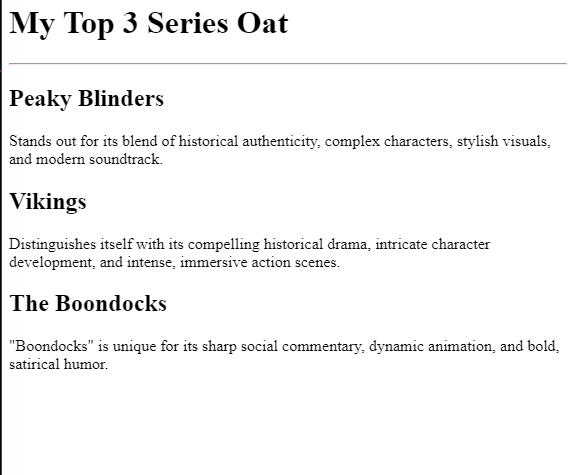 My Top 3 Series Oat
Peaky Blinders
Stands out for its blend of historical authenticity, complex characters, stylish visuals,
and modern soundtrack.
Vikings
Distinguishes itself with its compelling historical drama, intricate character
development, and intense, immersive action scenes.
The Boondocks
"Boondocks" is unique for its sharp social commentary, dynamic animation, and bold,
satirical humor.